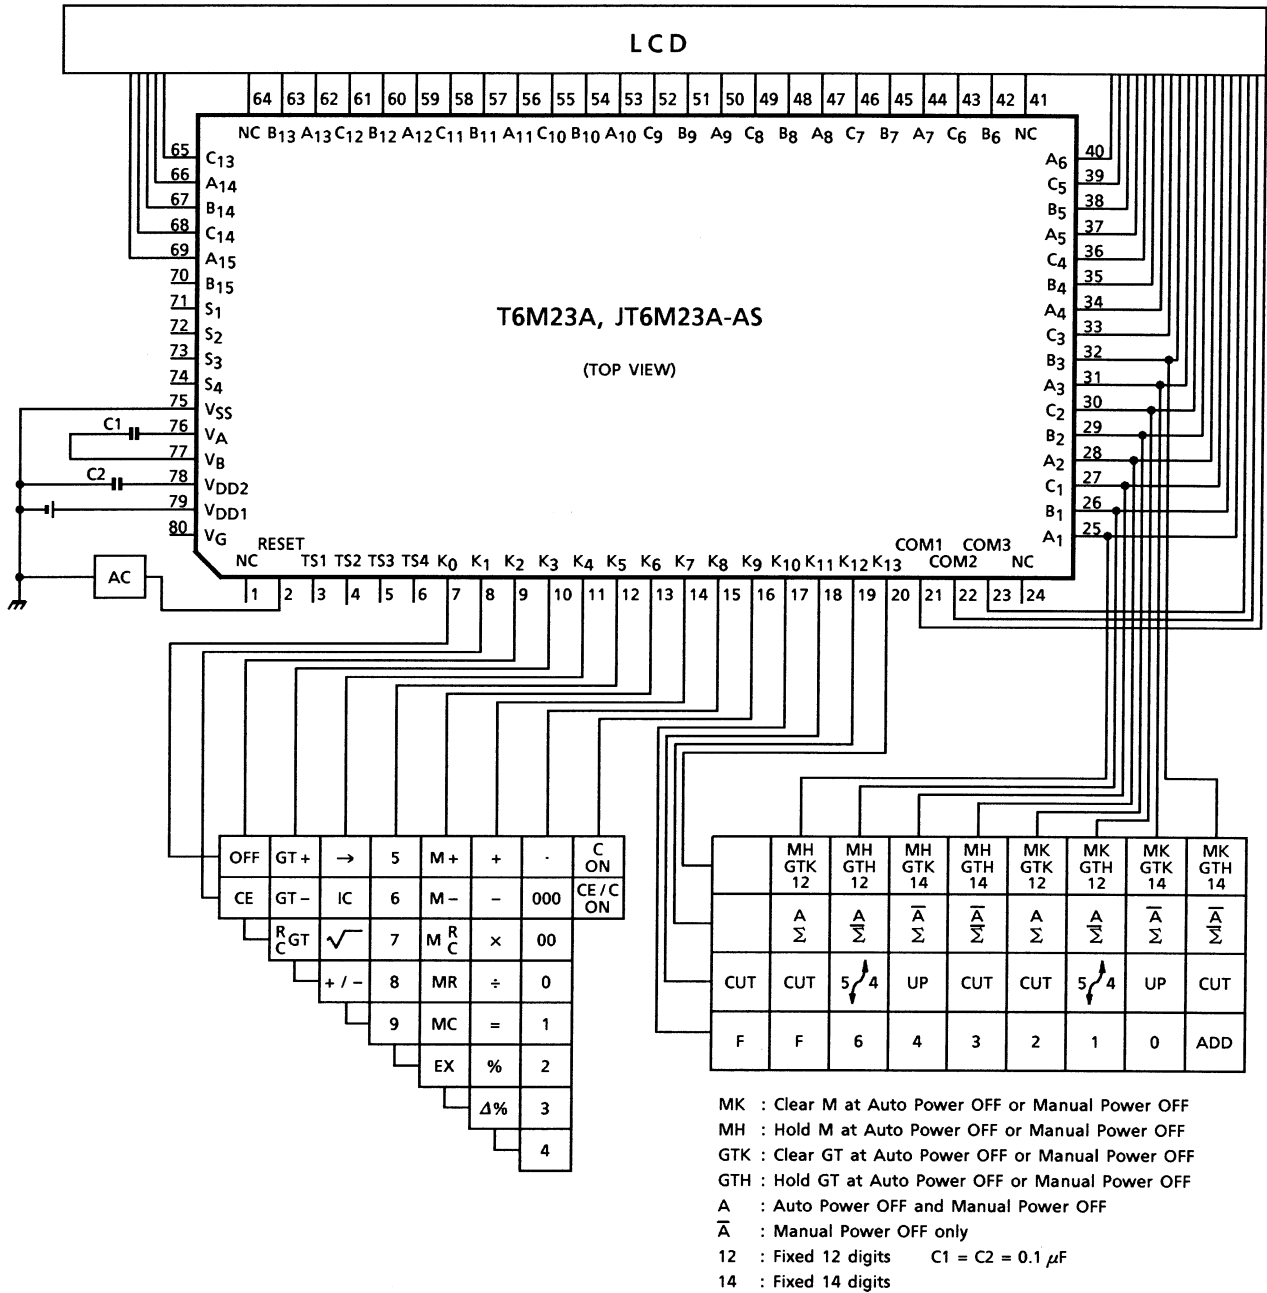 LCD
64 63 62 61 60 59 58 57 56 55 54 53 52 51 50 49 48 47 46 45 44 43 42 41
NC B13 A13 C12 B12 A12 C11 B11 A11 C10 B10 A10 C9 B9 A9 C8 B8 A8 C7 B7 A7 C6 B6 NC
65 C13
66 A14
67 B14
68 C14
69 A15
70 B15
71 S1
72 S2
73 S3
74 S4
75 VSS
C1 76 VA
77 VB
C2 78 VDD2
79 VDD1
80 VG
A6 40
C5 39
B5 38
A5 37
C4 36
B4 35
A4 34
C3 33
B3 32
A3 31
C2 30
B2 29
A2 28
C1 27
B1 26
A1 25
T6M23A, JT6M23A-AS
(TOP VIEW)
AC
NC RESET TS1 TS2 TS3 TS4 K0 K1 K2 K3 K4 K5 K6 K7 K8 K9 K10 K11 K12 K13 COM1 COM2 COM3 NC
1 2 3 4 5 6 7 8 9 10 11 12 13 14 15 16 17 18 19 20 21 22 23 24
OFF GT+ → 5 M+ + · C ON
CE GT− IC 6 M− − 000 CE/C ON
R C GT √ 7 M R C × 00
+/− 8 MR ÷ 0
9 MC = 1
EX % 2
Δ% 3
4
MH MH MH MH MK MK MK MK
GTK GTH GTK GTH GTK GTH GTK GTH
12 12 14 14 12 12 14 14
A A A̅ A̅ A A A̅ A̅
Σ Σ̅ Σ Σ̅ Σ Σ̅ Σ Σ̅
CUT CUT 5 4 UP CUT CUT 5 4 UP CUT
F F 6 4 3 2 1 0 ADD
MK : Clear M at Auto Power OFF or Manual Power OFF
MH : Hold M at Auto Power OFF or Manual Power OFF
GTK : Clear GT at Auto Power OFF or Manual Power OFF
GTH : Hold GT at Auto Power OFF or Manual Power OFF
A : Auto Power OFF and Manual Power OFF
A̅ : Manual Power OFF only
12 : Fixed 12 digits C1 = C2 = 0.1 μF
14 : Fixed 14 digits